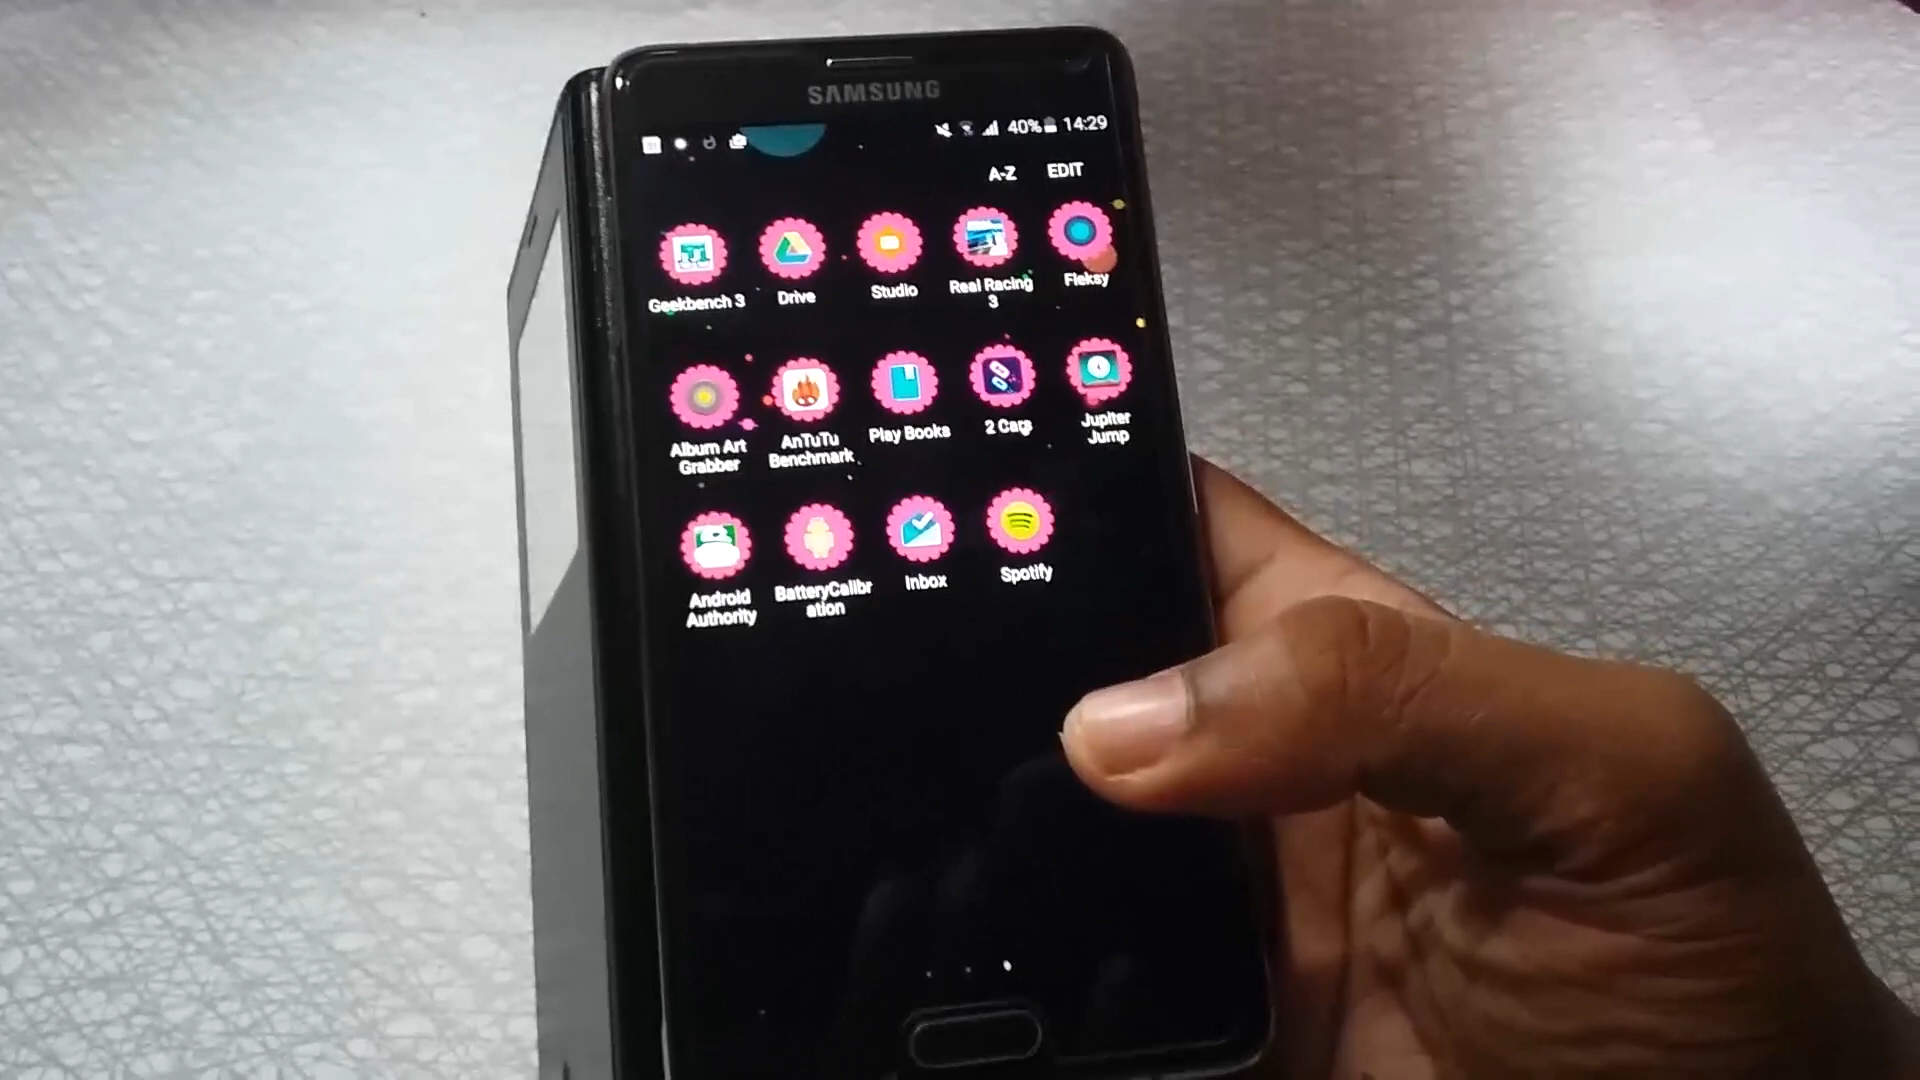 SAMSUNG
40% 14:29
A-Z EDIT
Geekbench 3
Drive
Studio
Real Racing
3
Fleksy
Album Art
Grabber
AnTuTu
Benchmark
Play Books
2 Cars
Jupiter
Jump
Android
Authority
BatteryCalibr
ation
Inbox
Spotify